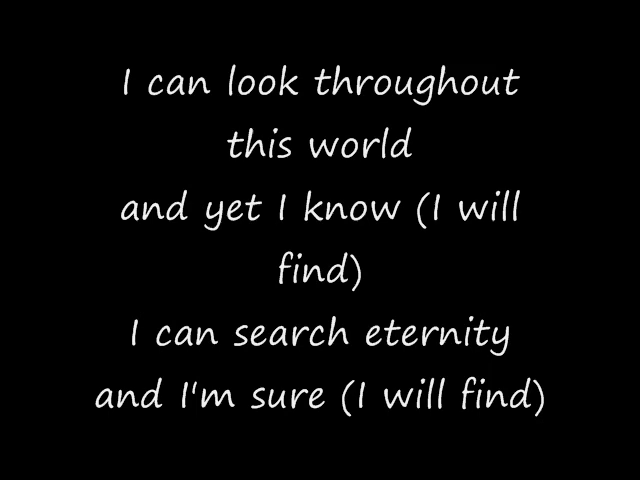 I can look throughout
this world
and yet I know (I will
find)
I can search eternity
and I'm sure (I will find)